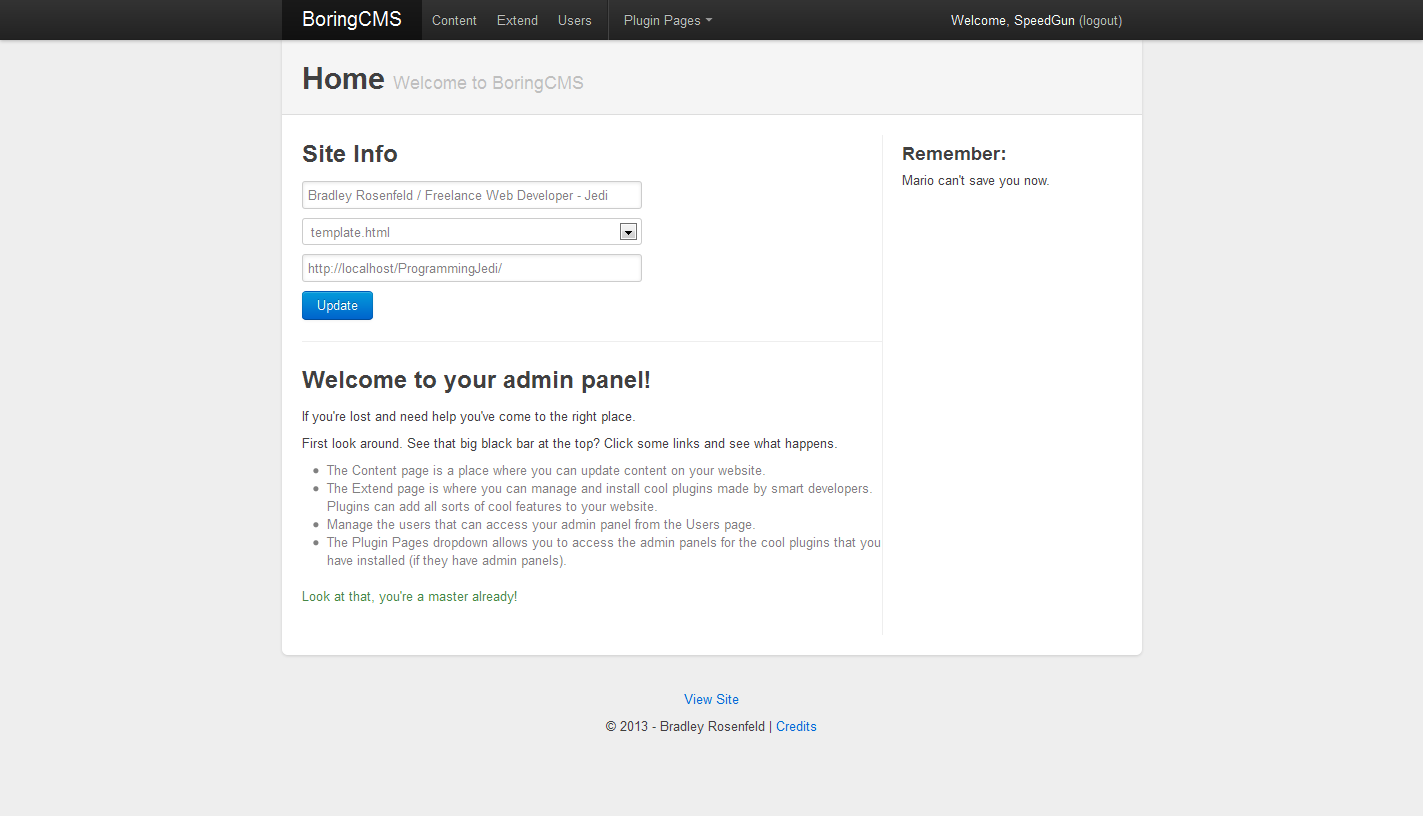 BoringCMS Content Extend Users Plugin Pages Welcome, SpeedGun (logout)
Home Welcome to BoringCMS
Site Info
Bradley Rosenfeld / Freelance Web Developer - Jedi
template.html
http://localhost/ProgrammingJedi/
Update
Remember:
Mario can't save you now.
Welcome to your admin panel!
If you're lost and need help you've come to the right place.
First look around. See that big black bar at the top? Click some links and see what happens.
The Content page is a place where you can update content on your website.
The Extend page is where you can manage and install cool plugins made by smart developers.
Plugins can add all sorts of cool features to your website.
Manage the users that can access your admin panel from the Users page.
The Plugin Pages dropdown allows you to access the admin panels for the cool plugins that you
have installed (if they have admin panels).
Look at that, you're a master already!
View Site
© 2013 - Bradley Rosenfeld | Credits